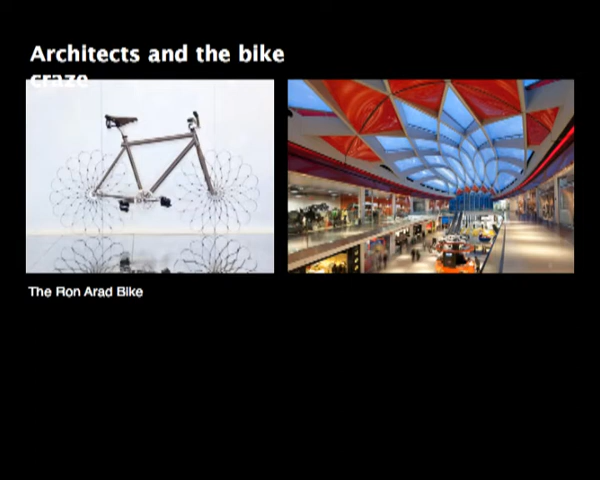 Architects and the bike
craze
The Ron Arad Bike